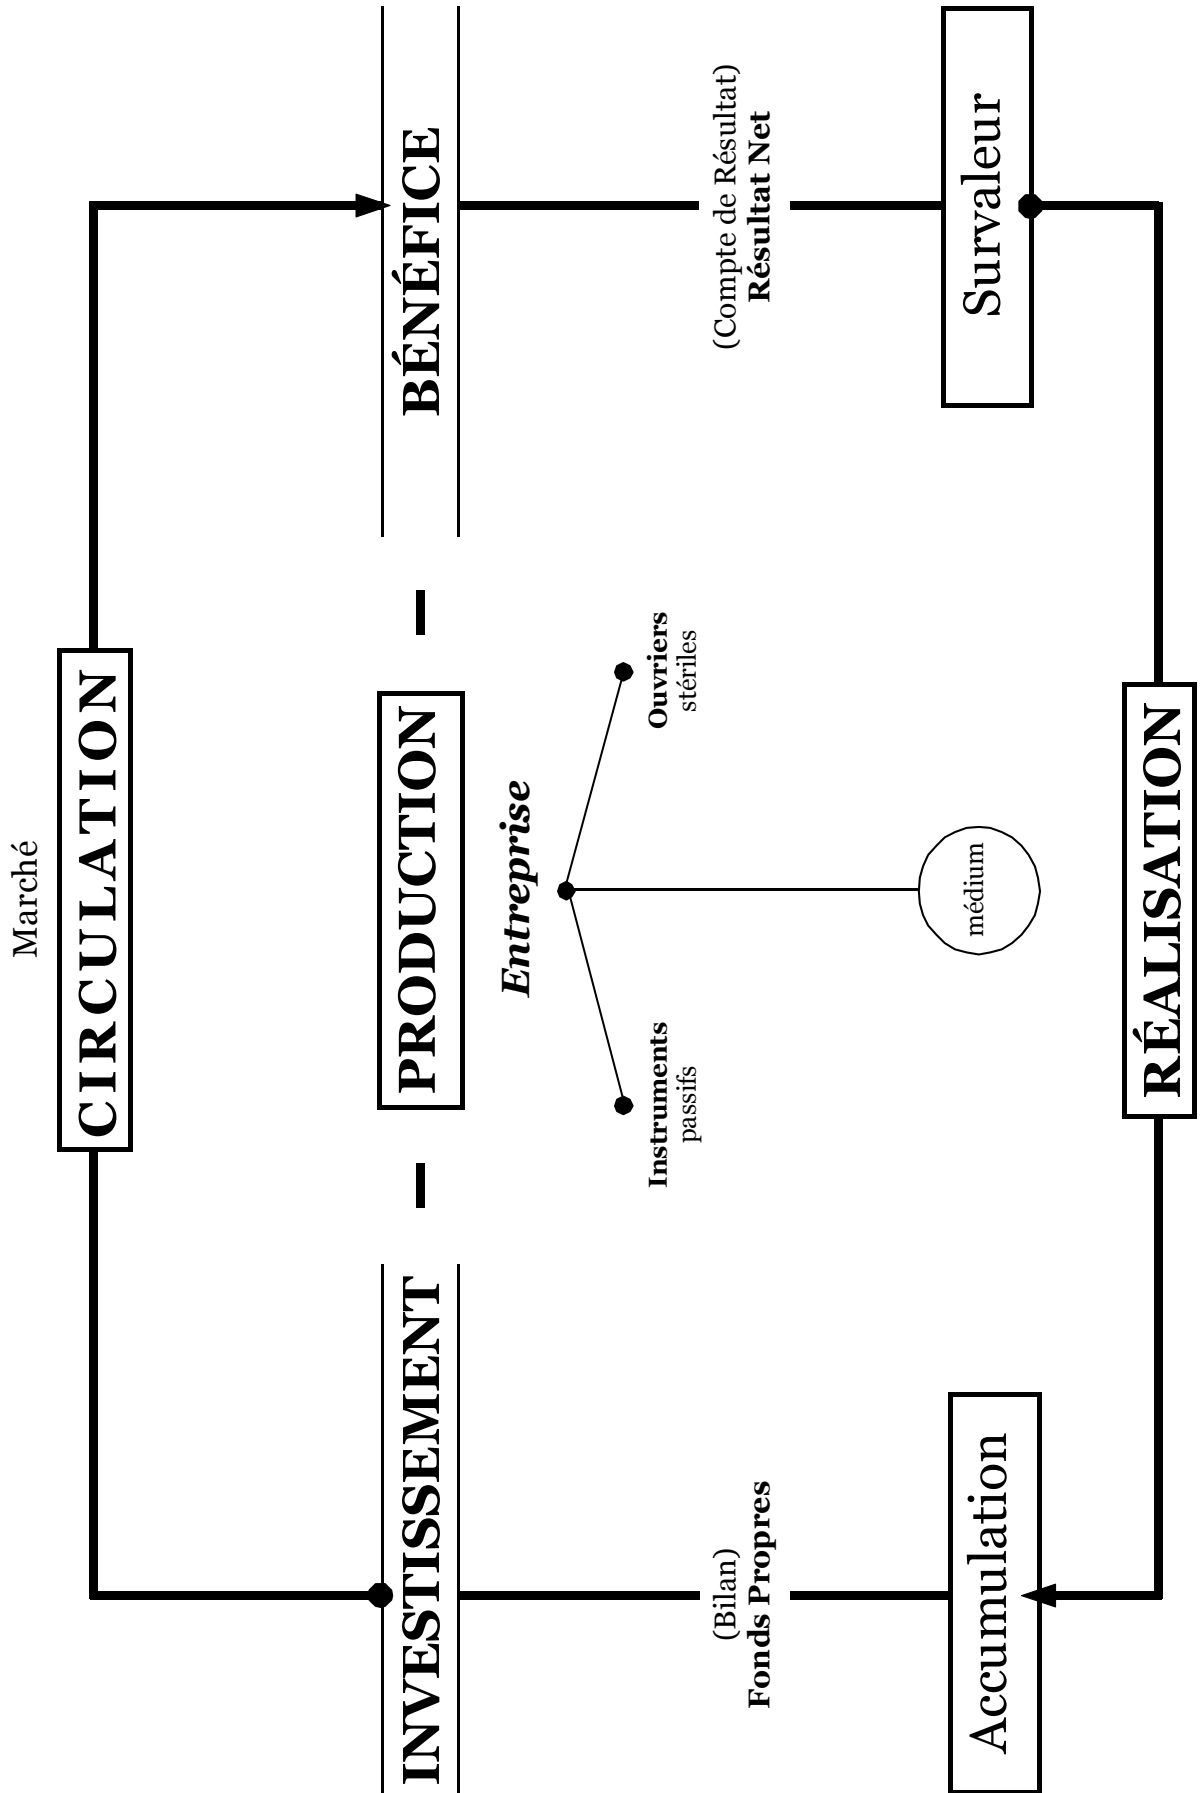 Marché
CIRCULATION
INVESTISSEMENT
PRODUCTION
BÉNÉFICE
Entreprise
Instruments
passifs
Ouvriers
stériles
(Bilan)
Fonds Propres
(Compte de Résultat)
Résultat Net
médium
Accumulation
Survaleur
RÉALISATION